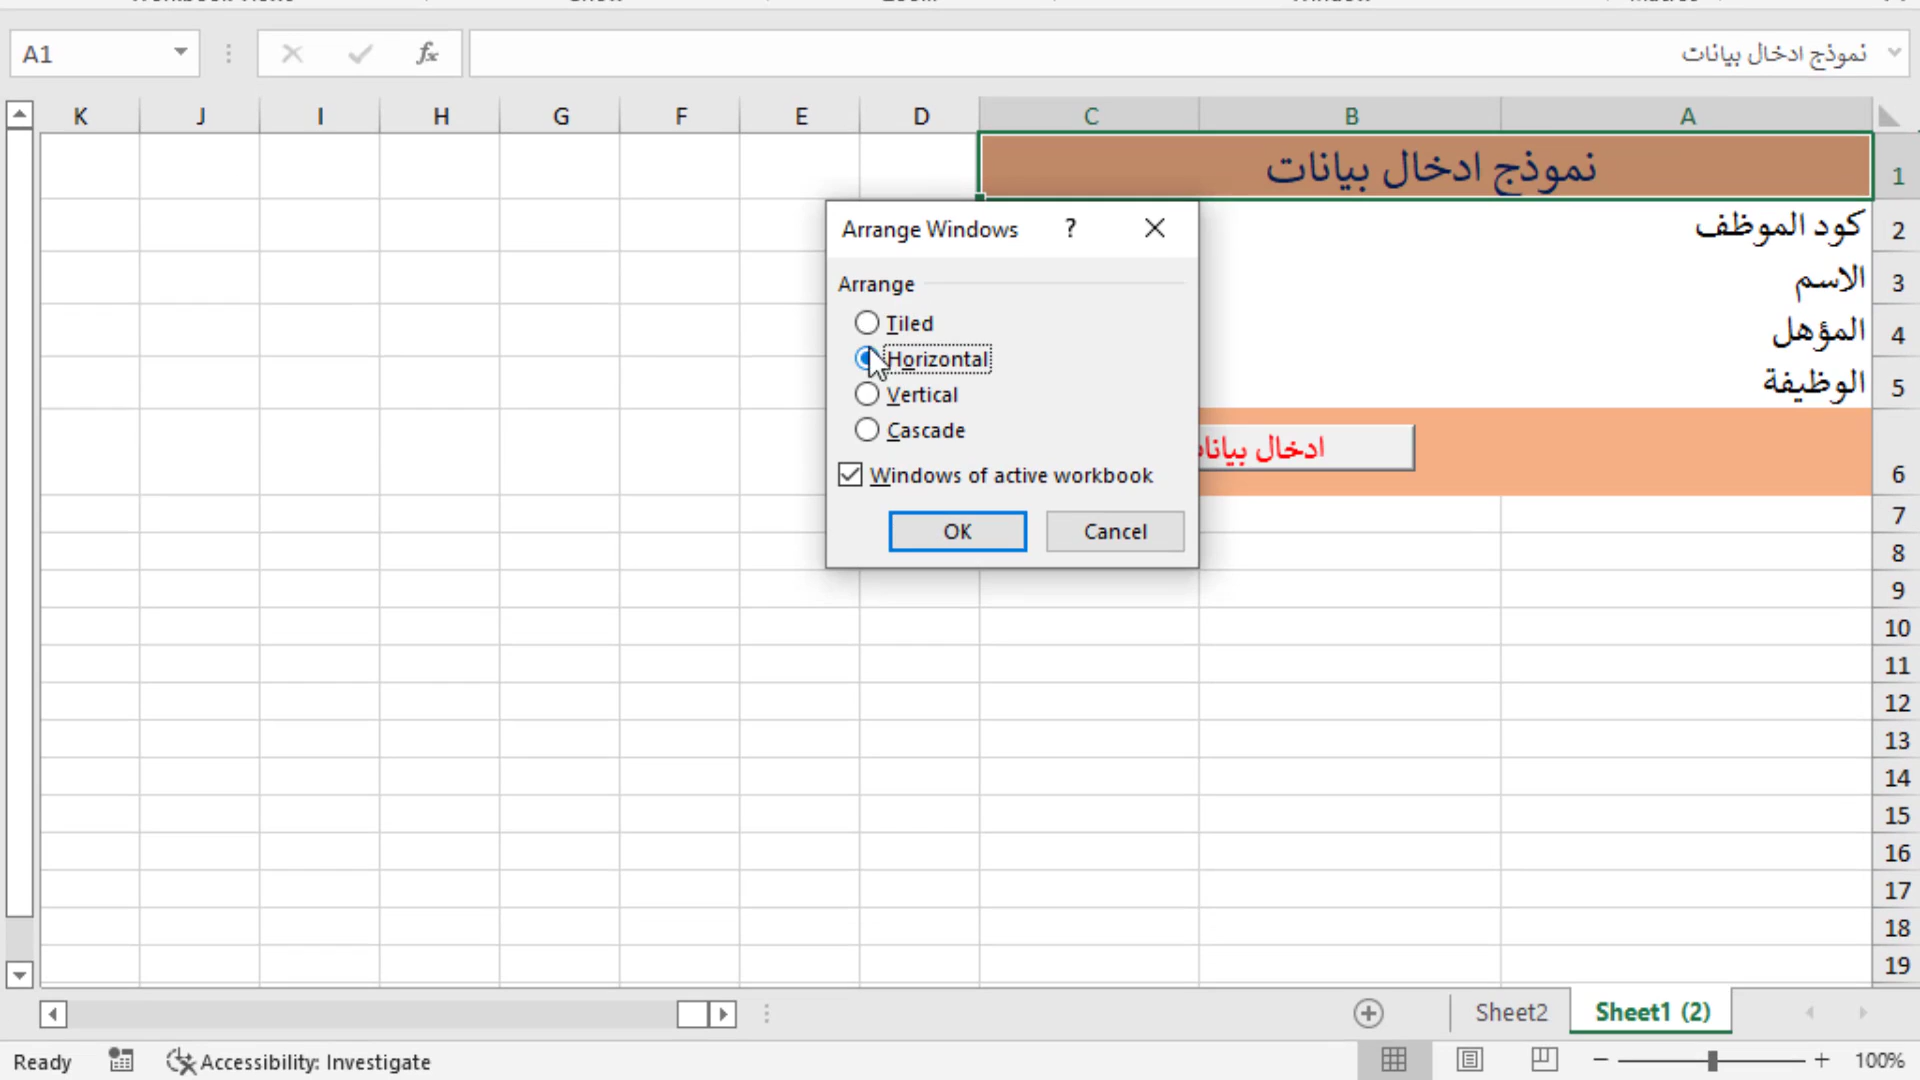 A1
نموذج ادخال بيانات
K J I H G F E D C B A
نموذج ادخال بيانات
1
كود الموظف
2
الاسم
3
المؤهل
4
الوظيفة
5
ادخال
6
7
8
9
10
11
12
13
14
15
16
17
18
19
Arrange Windows ?
Arrange
Tiled
Horizontal
Vertical
Cascade
Windows of active workbook
OK Cancel
Sheet2 Sheet1 (2)
Ready Accessibility: Investigate 100%